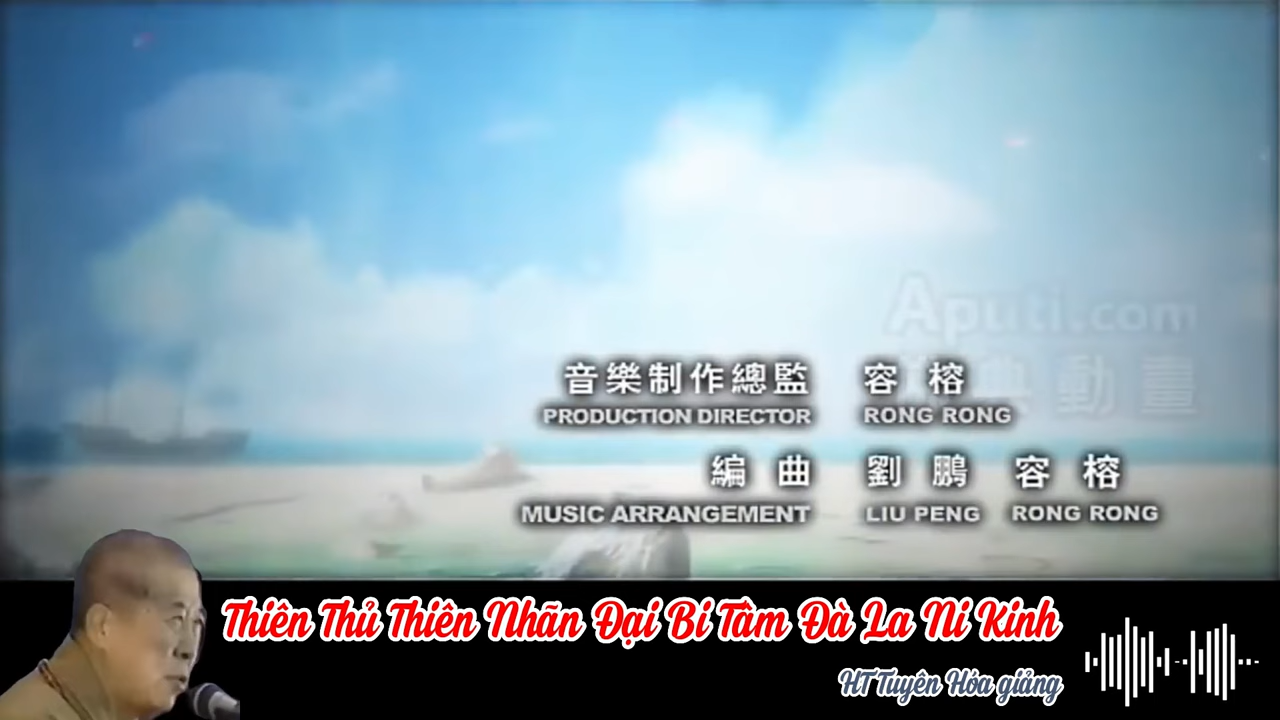 Aputi.com
音樂制作總監 容榕
PRODUCTION DIRECTOR RONG RONG
編曲 劉鵬 容榕
MUSIC ARRANGEMENT LIU PENG RONG RONG
Thiên Thủ Thiên Nhãn Đại Bi Tâm Đà La Ni Kinh
HT Tuyên Hóa giảng